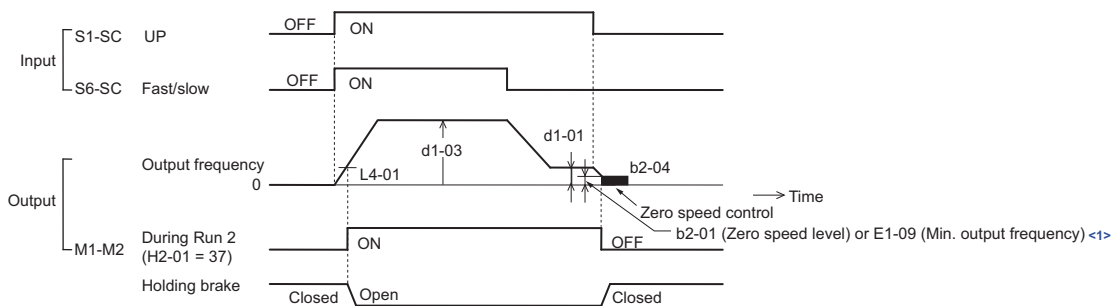 OFF ON
S1-SC UP
Input
S6-SC Fast/slow
OFF ON
d1-01
d1-03
b2-04
Output frequency
L4-01
0
Time
Output
Zero speed control
b2-01 (Zero speed level) or E1-09 (Min. output frequency) <1>
During Run 2
M1-M2
(H2-01 = 37)
ON OFF
Holding brake
Closed Open Closed